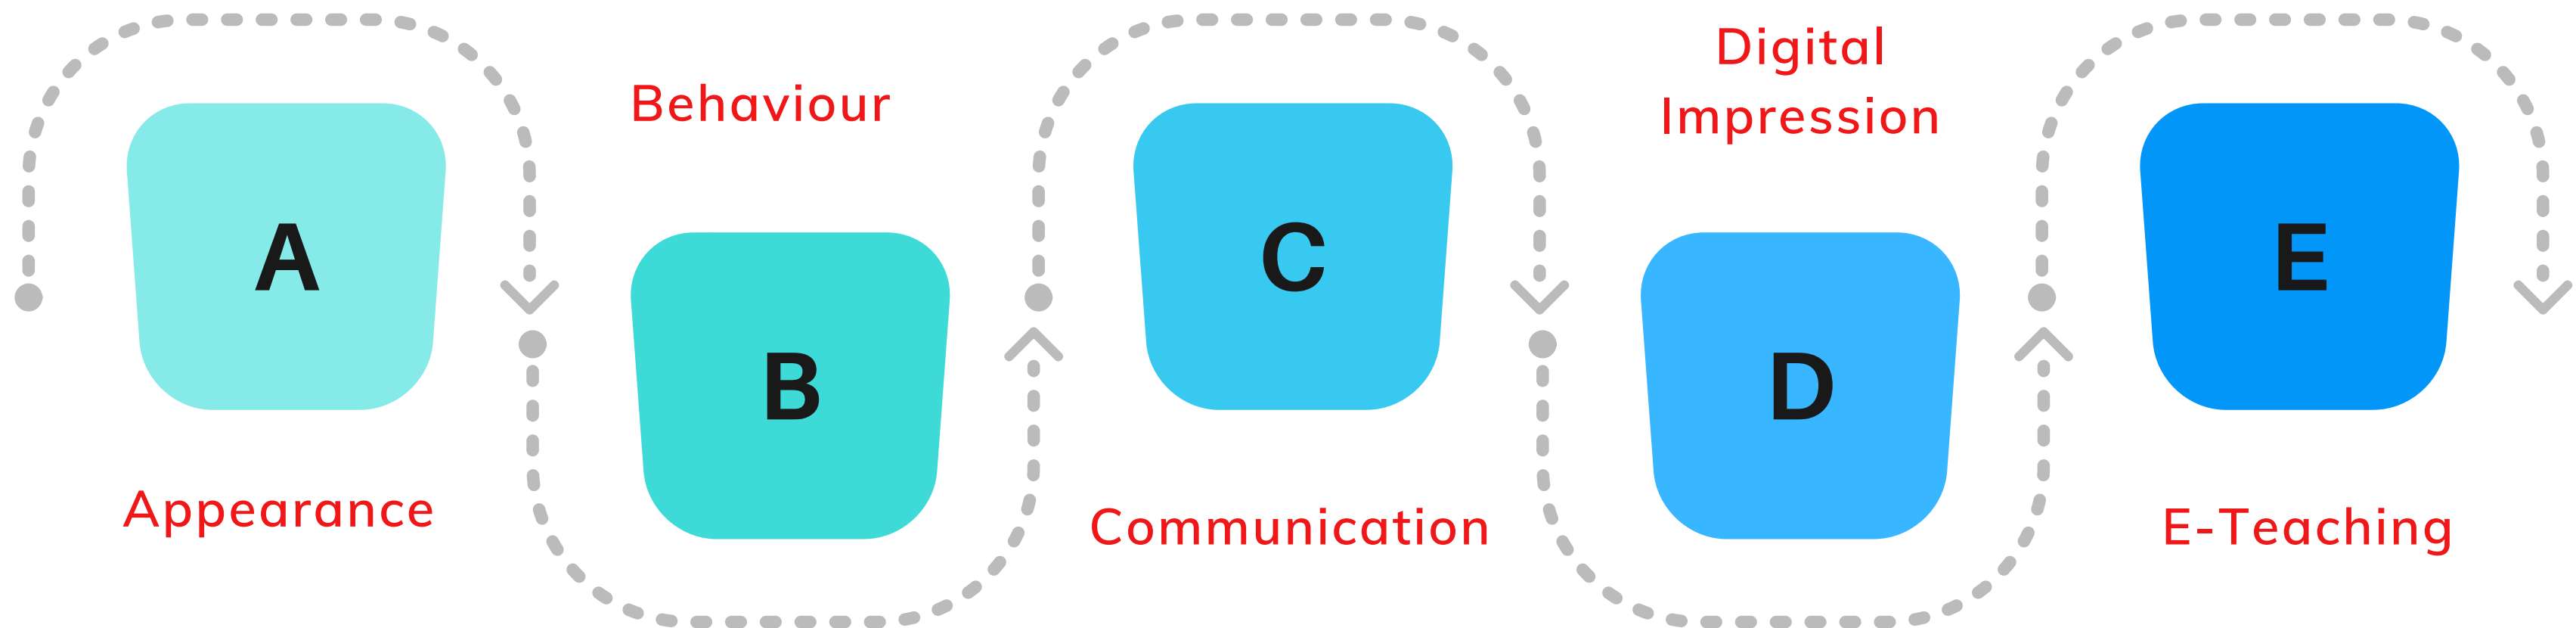 A
Appearance
Behaviour
B
C
Communication
Digital
Impression
D
E
E-Teaching